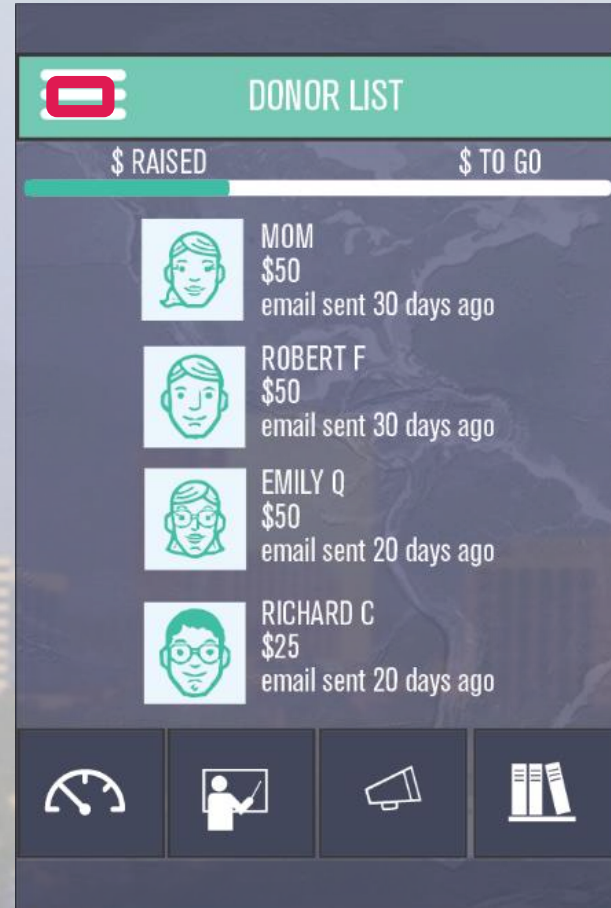 DONOR LIST
$ RAISED $ TO GO
MOM
$50
email sent 30 days ago
ROBERT F
$50
email sent 30 days ago
EMILY Q
$50
email sent 20 days ago
RICHARD C
$25
email sent 20 days ago